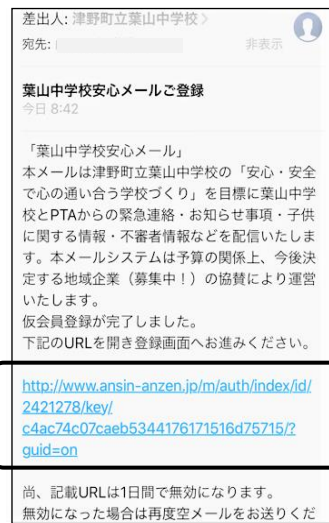 差出人: 津野町立葉山中学校 >
宛先:
非表示
葉山中学校安心メールご登録
今日 8:42
「葉山中学校安心メール」
本メールは津野町立葉山中学校の「安心・安全
で心の通い合う学校づくり」を目標に葉山中学
校とPTAからの緊急連絡・お知らせ事項・子供
に関する情報・不審者情報などを配信いたしま
す。本メールシステムは予算の関係上、今後決
定する地域企業（募集中！）の協賛により運営
いたします。
仮会員登録が完了しました。
下記のURLを開き登録画面へお進みください。
http://www.ansin-anzen.jp/m/auth/index/id/
2421278/key/
c4ac74c07caeb5344176171516d75715/?
guid=on
尚、記載URLは1日間で無効になります。
無効になった場合は再度空メールをお送りくだ